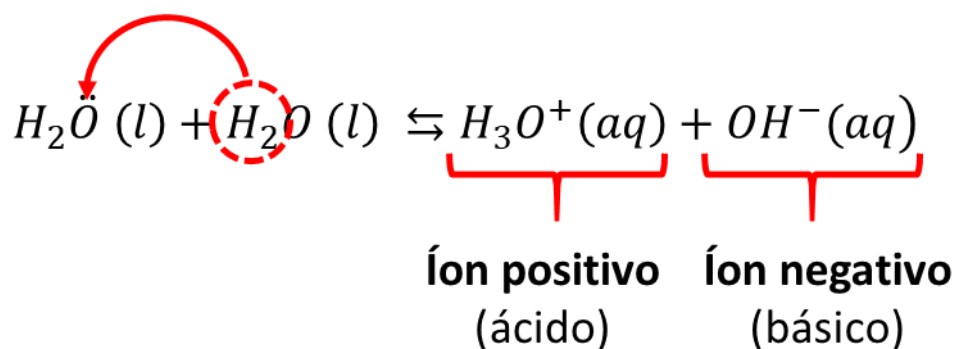 H₂Ö (l) + H₂O (l) ⇆ H₃O⁺(aq) + OH⁻(aq)
Íon positivo Íon negativo
(ácido) (básico)